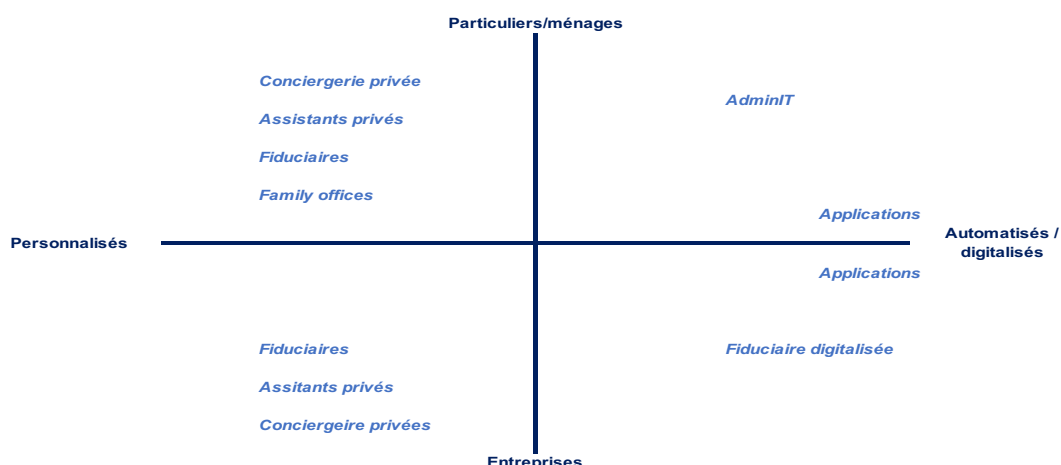 Particuliers/ménages
Conciergerie privée
AdminIT
Assistants privés
Fiduciaires
Family offices
Applications
Personnalisés
Automatisés /
digitalisés
Applications
Fiduciaires
Fiduciaire digitalisée
Assitants privés
Conciergeire privées
Entreprises